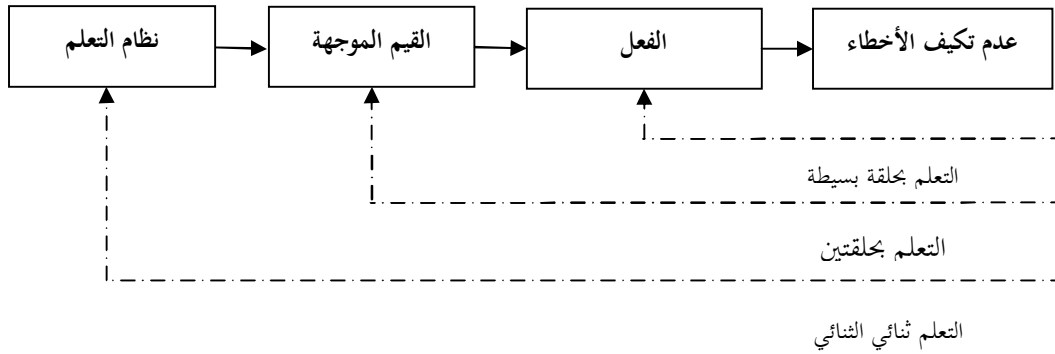 نظام التعلم
القيم الموجهة
الفعل
عدم تكيف الأخطاء
التعلم بحلقة بسيطة
التعلم بحلقتين
التعلم ثنائي الثنائي